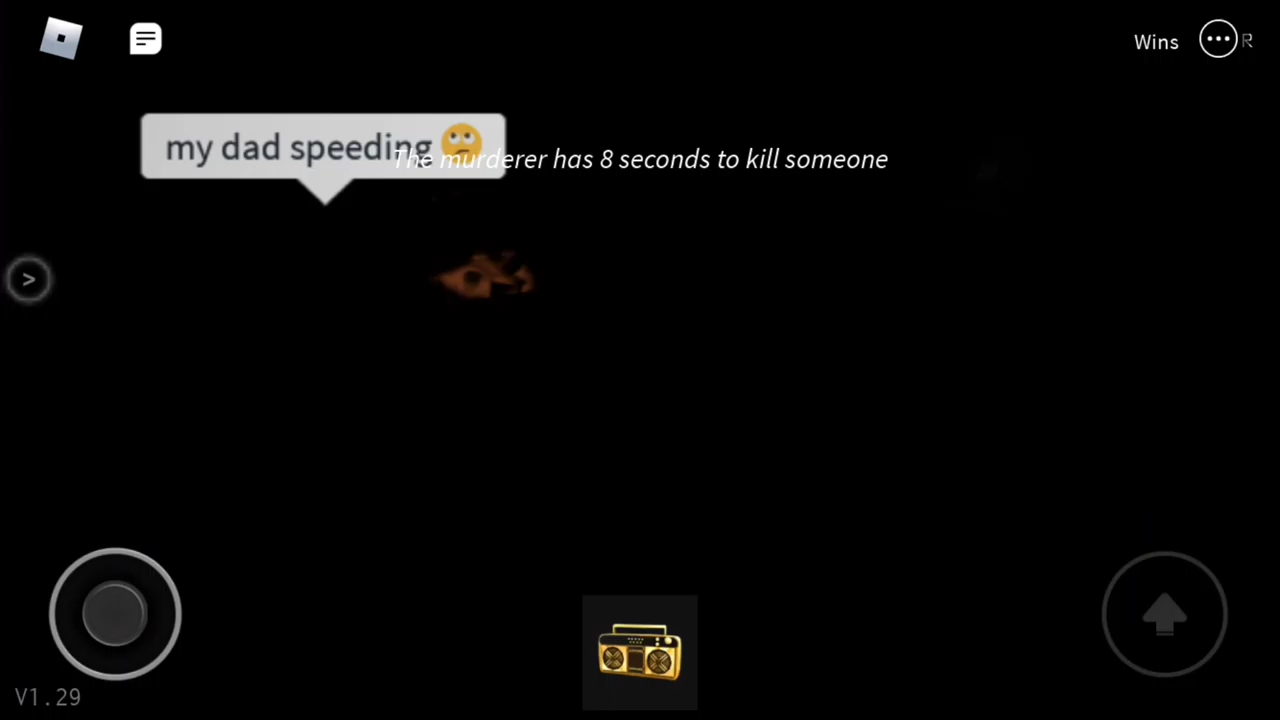 Wins
R
my dad speeding 🙄
The murderer has 8 seconds to kill someone
>
V1.29